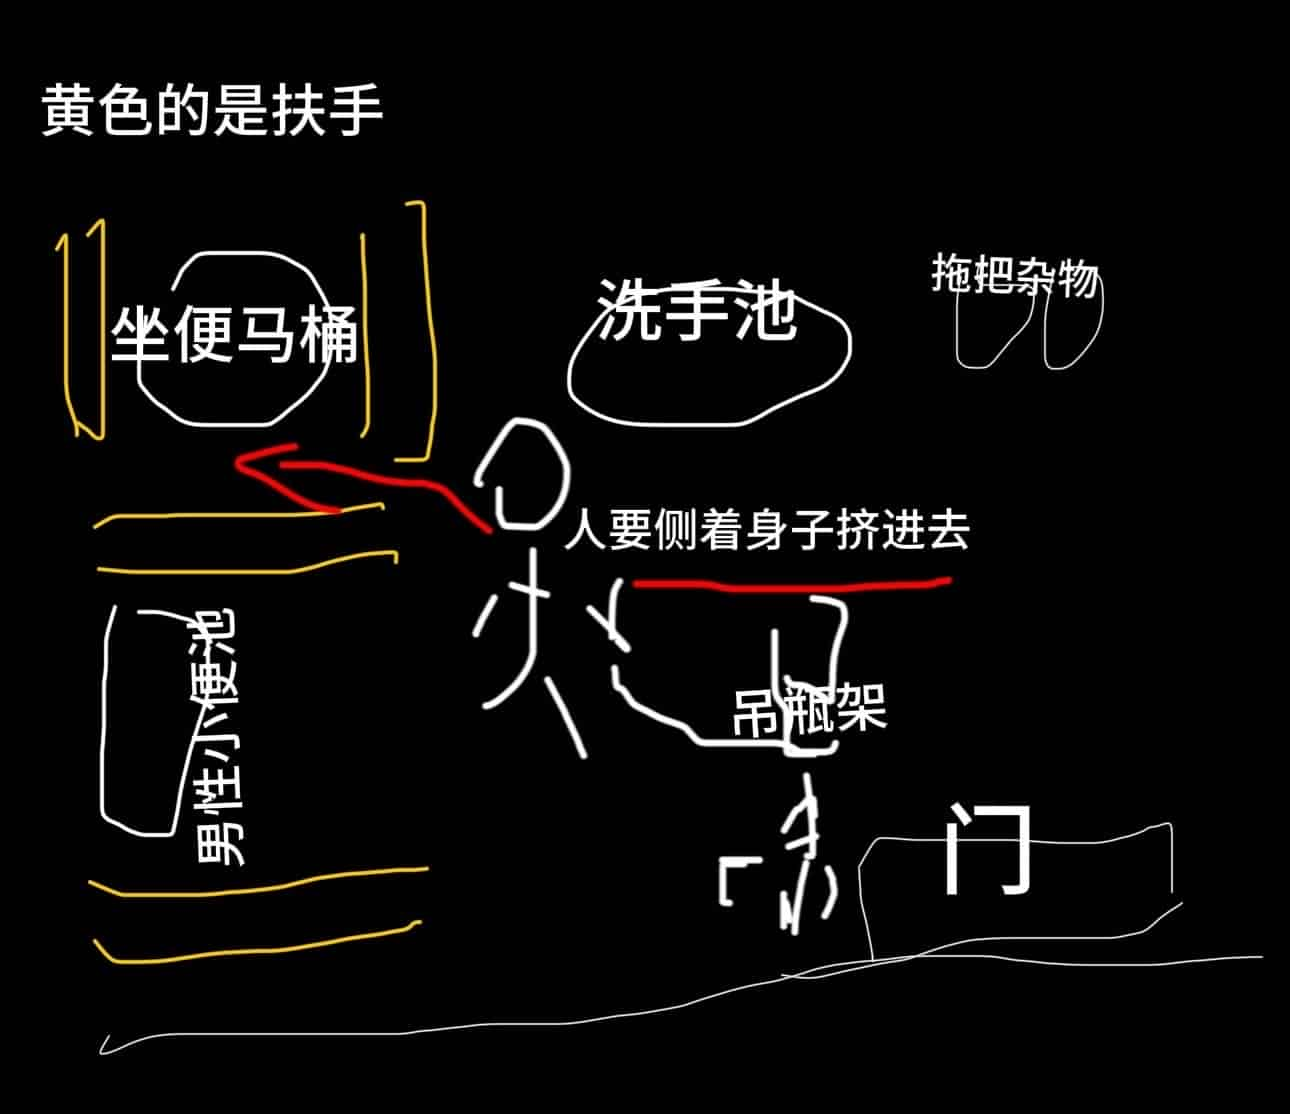 黄色的是扶手
坐便马桶
洗手池
拖把杂物
人要侧着身子挤进去
男性小便池
吊瓶架
门